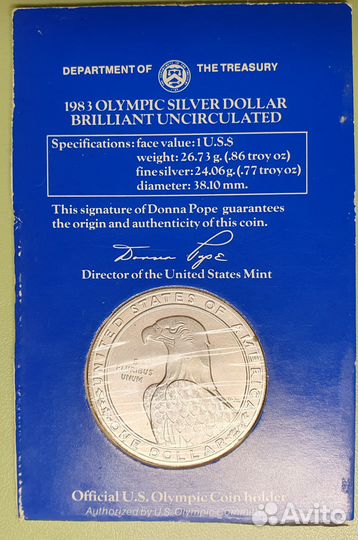 DEPARTMENT OF THE TREASURY
1983 OLYMPIC SILVER DOLLAR
BRILLIANT UNCIRCULATED
Specifications: face value: 1 U.S.$
weight: 26.73 g. (.86 troy oz)
fine silver: 24.06 g. (.77 troy oz)
diameter: 38.10 mm.
This signature of Donna Pope guarantees
the origin and authenticity of this coin.
Donna Pope
Director of the United States Mint
UNITED STATES OF AMERICA
E
PLURIBUS
UNUM
ONE DOLLAR
Official U.S. Olympic Coin holder
Authorized by U.S. Olympic
Avito